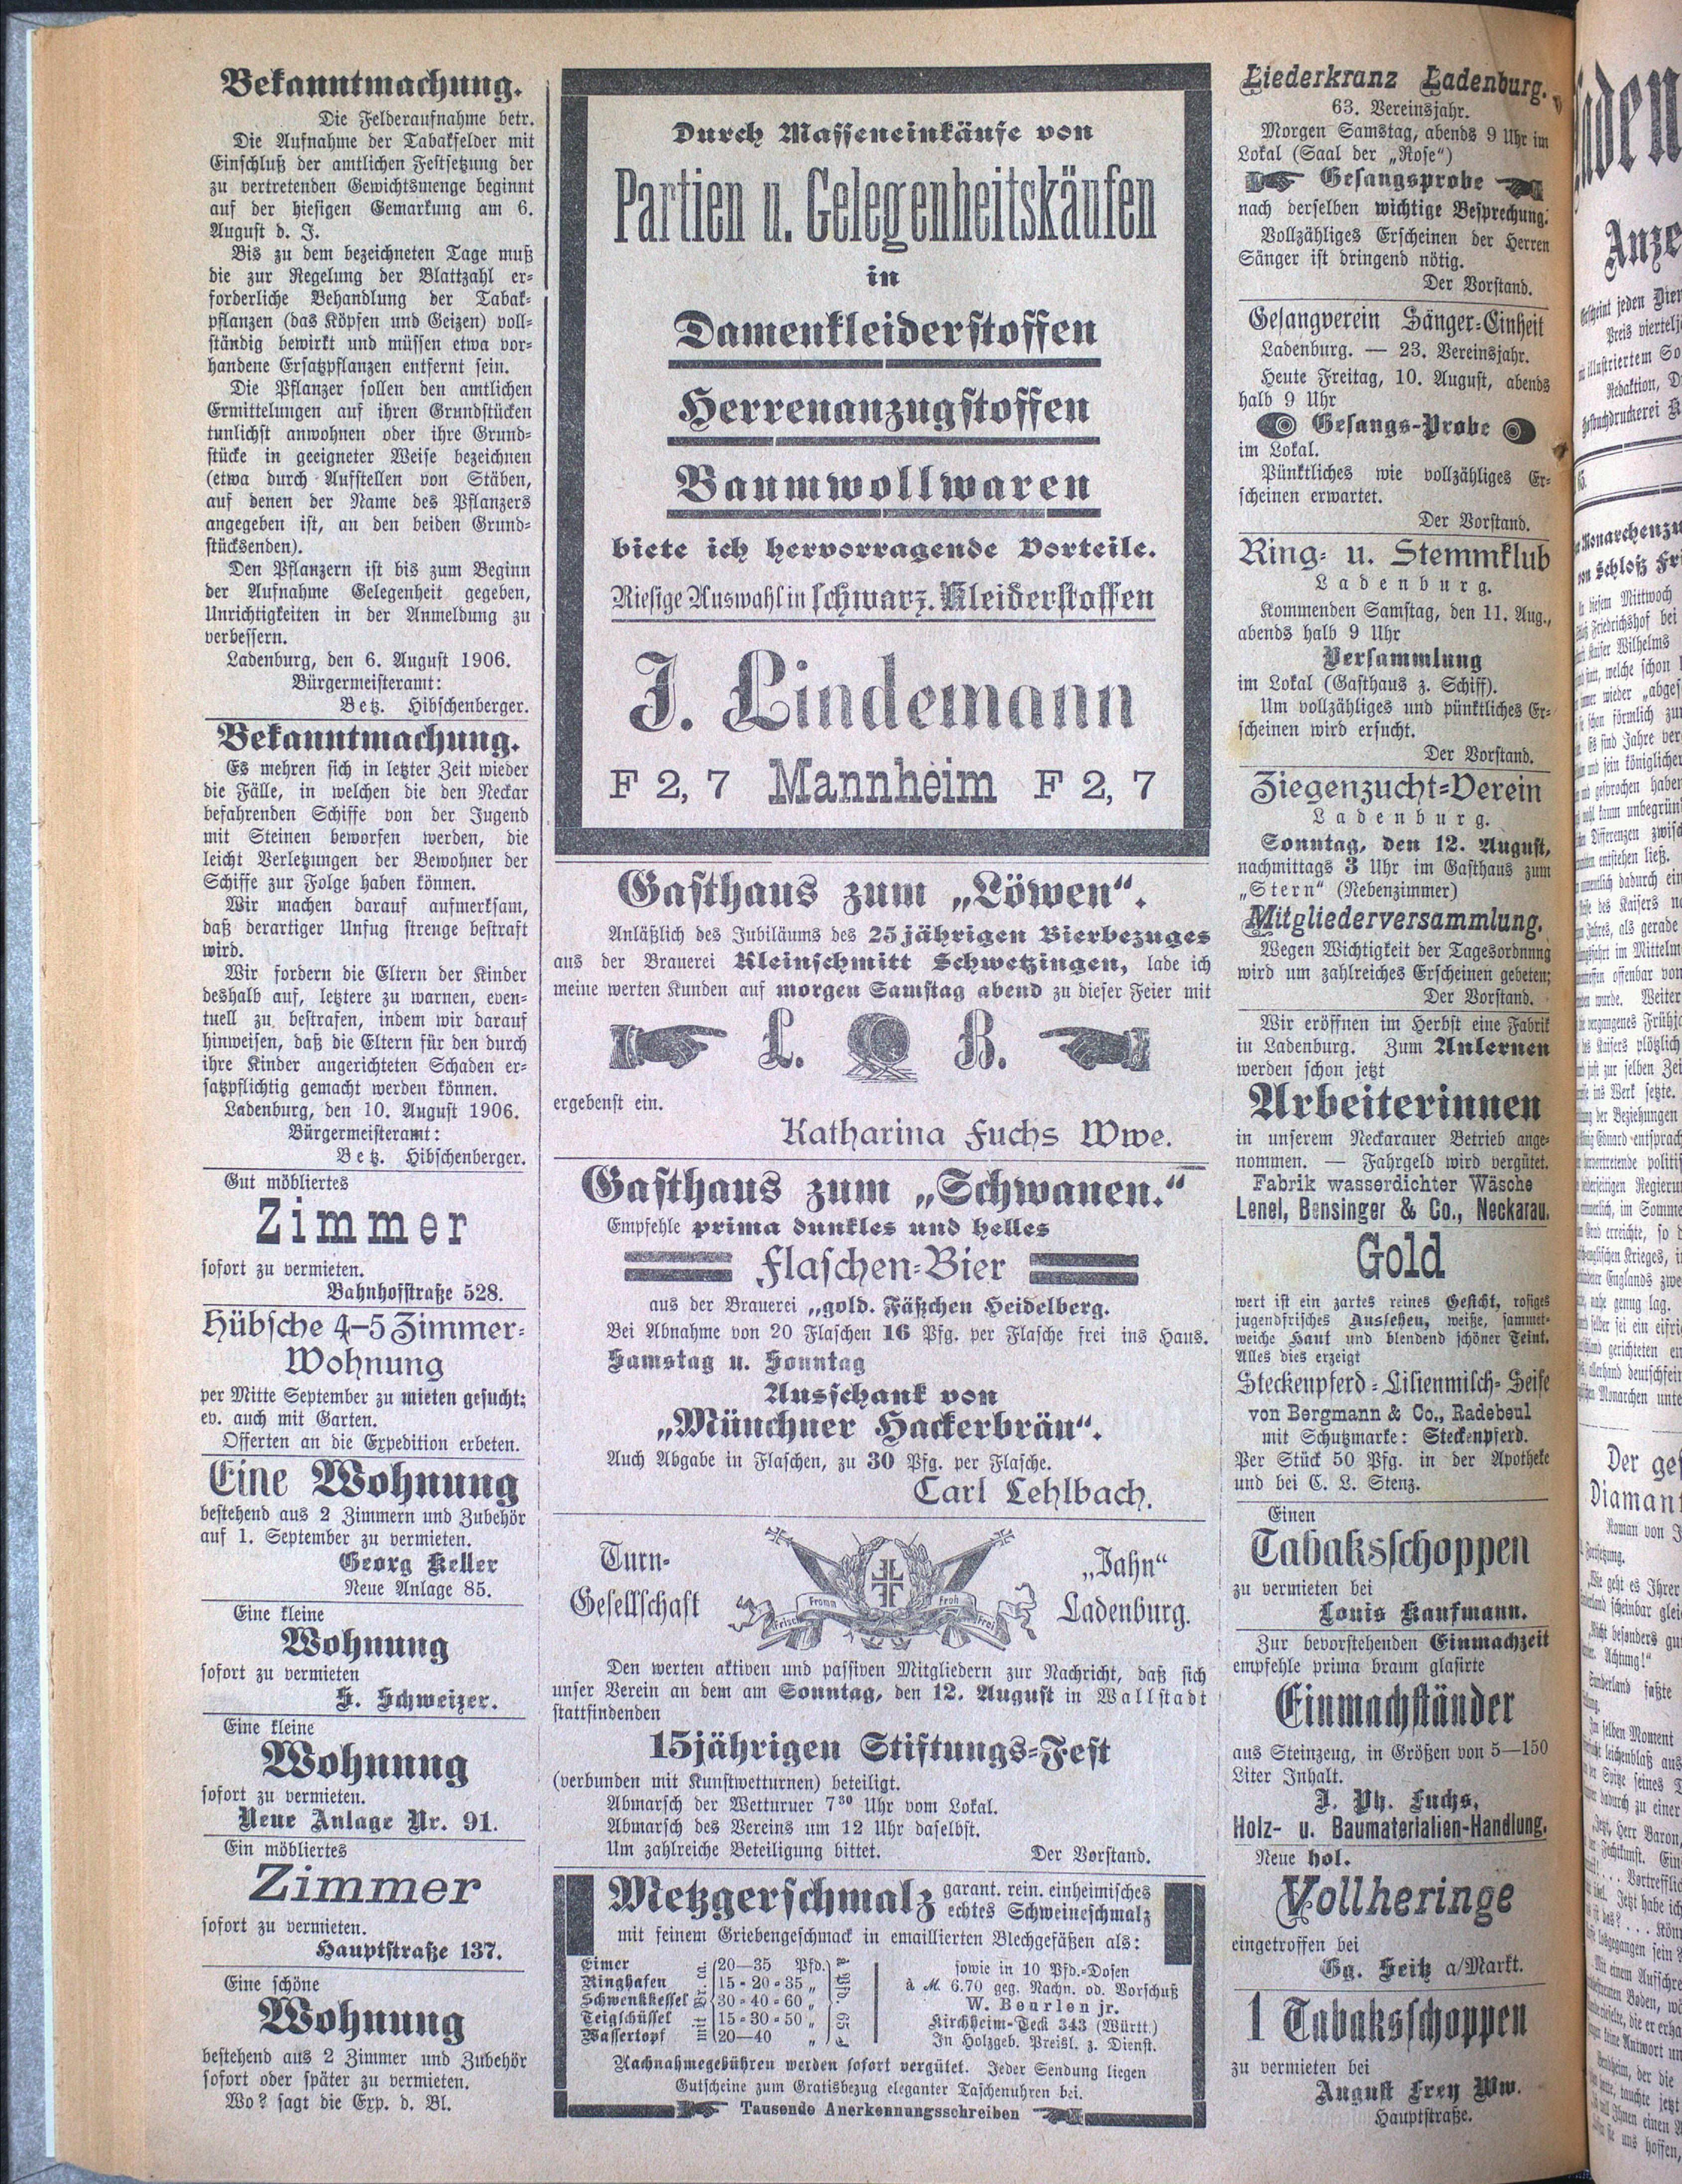 Bekanntmachung.
Die Felderaufnahme betr.
Die Aufnahme der Tabakfelder mit
Einschluß der amtlichen Festsetzung der
zu vertretenden Gewichtsmenge beginnt
auf der hiesigen Gemarkung am 6.
August d. J.
Bis zu dem bezeichneten Tage muß
die zur Regelung der Blattzahl er-
forderliche Behandlung der Tabak-
pflanzen (das Köpfen und Geizen) voll-
ständig bewirkt und müssen etwa vor-
handene Ersatzpflanzen entfernt sein.
Die Pflanzer sollen den amtlichen
Ermittelungen auf ihren Grundstücken
tunlichst anwohnen oder ihre Grund-
stücke in geeigneter Weise bezeichnen
(etwa durch Aufstellen von Stäben,
auf denen der Name des Pflanzers
angegeben ist, an den beiden Grund-
stücksenden).
Den Pflanzern ist bis zum Beginn
der Aufnahme Gelegenheit gegeben,
Unrichtigkeiten in der Anmeldung zu
verbessern.
Ladenburg, den 6. August 1906.
Bürgermeisteramt:
Betz. Hibschenberger.
Bekanntmachung.
Es mehren sich in letzter Zeit wieder
die Fälle, in welchen die den Neckar
befahrenden Schiffe von der Jugend
mit Steinen beworfen werden, die
leicht Verletzungen der Bewohner der
Schiffe zur Folge haben können.
Wir machen darauf aufmerksam,
daß derartiger Unfug strenge bestraft
wird.
Wir fordern die Eltern der Kinder
deshalb auf, letztere zu warnen, even-
tuell zu bestrafen, indem wir darauf
hinweisen, daß die Eltern für den durch
ihre Kinder angerichteten Schaden er-
satzpflichtig gemacht werden können.
Ladenburg, den 10. August 1906.
Bürgermeisteramt:
Betz. Hibschenberger.
Gut möbliertes
Zimmer
sofort zu vermieten.
Bahnhofstraße 528.
Hübsche 4–5 Zimmer-
Wohnung
per Mitte September zu mieten gesucht;
ev. auch mit Garten.
Offerten an die Expedition erbeten.
Eine Wohnung
bestehend aus 2 Zimmern und Zubehör
auf 1. September zu vermieten.
Georg Keller
Neue Anlage 85.
Eine kleine
Wohnung
sofort zu vermieten
H. Schweizer.
Eine kleine
Wohnung
sofort zu vermieten.
Neue Anlage Nr. 91.
Ein möbliertes
Zimmer
sofort zu vermieten.
Hauptstraße 137.
Eine schöne
Wohnung
bestehend aus 2 Zimmer und Zubehör
sofort oder später zu vermieten.
Wo? sagt die Exp. d. Bl.
Durch Masseneinkäufe von
Partien u. Gelegenheitskäufen
in
Damenkleiderstoffen
Herrenanzugstoffen
Baumwollwaren
biete ich hervorragende Vorteile.
Riesige Auswahl in schwarz. Kleiderstoffen
J. Lindemann
F 2, 7 Mannheim F 2, 7
Gasthaus zum „Löwen“.
Anläßlich des Jubiläums des 25jährigen Bierbezuges
aus der Brauerei Kleinschmitt Schwetzingen, lade ich
meine werten Kunden auf morgen Samstag abend zu dieser Feier mit
L. B.
ergebenst ein.
Katharina Fuchs Wwe.
Gasthaus zum „Schwanen.“
Empfehle prima dunkles und helles
Flaschen-Bier
aus der Brauerei „gold. Fäßchen Heidelberg.
Bei Abnahme von 20 Flaschen 16 Pfg. per Flasche frei ins Haus.
Samstag u. Sonntag
Ausschank von
„Münchner Hackerbräu“.
Auch Abgabe in Flaschen, zu 30 Pfg. per Flasche.
Carl Lehlbach.
Turn- „Jahn“
Gesellschaft Ladenburg.
Frisch Fromm Froh Frei
Den werten aktiven und passiven Mitgliedern zur Nachricht, daß sich
unser Verein an dem am Sonntag, den 12. August in Wallstadt
stattfindenden
15jährigen Stiftungs-Fest
(verbunden mit Kunstwetturnen) beteiligt.
Abmarsch der Wetturner 7³⁰ Uhr vom Lokal.
Abmarsch des Vereins um 12 Uhr daselbst.
Um zahlreiche Beteiligung bittet. Der Vorstand.
Metzgerschmalz garant. rein. einheimisches
echtes Schweineschmalz
mit feinem Griebengeschmack in emaillierten Blechgefäßen als:
Eimer 20—35 Pfd.
Ringhafen 15-20-35 „
Schwenkkessel 30-40-60 „
Teigschüssel 15-30-50 „
Wassertopf 20—40 „
mit Br. ca.
sowie in 10 Pfd.-Dosen
à M. 6.70 geg. Nachn. od. Vorschuß
W. Beurlen jr.
Kirchheim-Teck 343 (Württ.)
In Holzgeb. Preisl. z. Dienst.
Nachnahmegebühren werden sofort vergütet. Jeder Sendung liegen
Gutscheine zum Gratisbezug eleganter Taschenuhren bei.
Tausende Anerkennungsschreiben
Liederkranz Ladenburg.
63. Vereinsjahr.
Morgen Samstag, abends 9 Uhr im
Lokal (Saal der „Rose“)
Gesangsprobe
nach derselben wichtige Besprechung.
Vollzähliges Erscheinen der Herren
Sänger ist dringend nötig.
Der Vorstand.
Gesangverein Sänger-Einheit
Ladenburg. — 23. Vereinsjahr.
Heute Freitag, 10. August, abends
halb 9 Uhr
Gesangs-Probe
im Lokal.
Pünktliches wie vollzähliges Er-
scheinen erwartet.
Der Vorstand.
Ring- u. Stemmklub
Ladenburg.
Kommenden Samstag, den 11. Aug.,
abends halb 9 Uhr
Versammlung
im Lokal (Gasthaus z. Schiff).
Um vollzähliges und pünktliches Er-
scheinen wird ersucht.
Der Vorstand.
Ziegenzucht-Verein
Ladenburg.
Sonntag, den 12. August,
nachmittags 3 Uhr im Gasthaus zum
„Stern“ (Nebenzimmer)
Mitgliederversammlung.
Wegen Wichtigkeit der Tagesordnung
wird um zahlreiches Erscheinen gebeten;
Der Vorstand.
Wir eröffnen im Herbst eine Fabrik
in Ladenburg. Zum Anlernen
werden schon jetzt
Arbeiterinnen
in unserem Neckarauer Betrieb ange-
nommen. — Fahrgeld wird vergütet.
Fabrik wasserdichter Wäsche
Lenel, Bensinger & Co., Neckarau.
Gold
wert ist ein zartes reines Gesicht, rosiges
jugendfrisches Aussehen, weiße, sammet-
weiche Haut und blendend schöner Teint.
Alles dies erzeigt
Steckenpferd-Lilienmilch-Seife
von Bergmann & Co., Radebeul
mit Schutzmarke: Steckenpferd.
Per Stück 50 Pfg. in der Apotheke
und bei C. L. Stenz.
Einen
Tabaksschoppen
zu vermieten bei
Louis Kaufmann.
Zur bevorstehenden Einmachzeit
empfehle prima braun glasirte
Einmachständer
aus Steinzeug, in Größen von 5—150
Liter Inhalt.
J. Ph. Fuchs,
Holz- u. Baumaterialien-Handlung.
Neue hol.
Vollheringe
eingetroffen bei
Gg. Seitz a/Markt.
1 Tabaksschoppen
zu vermieten bei
August Frey Ww.
Hauptstraße.